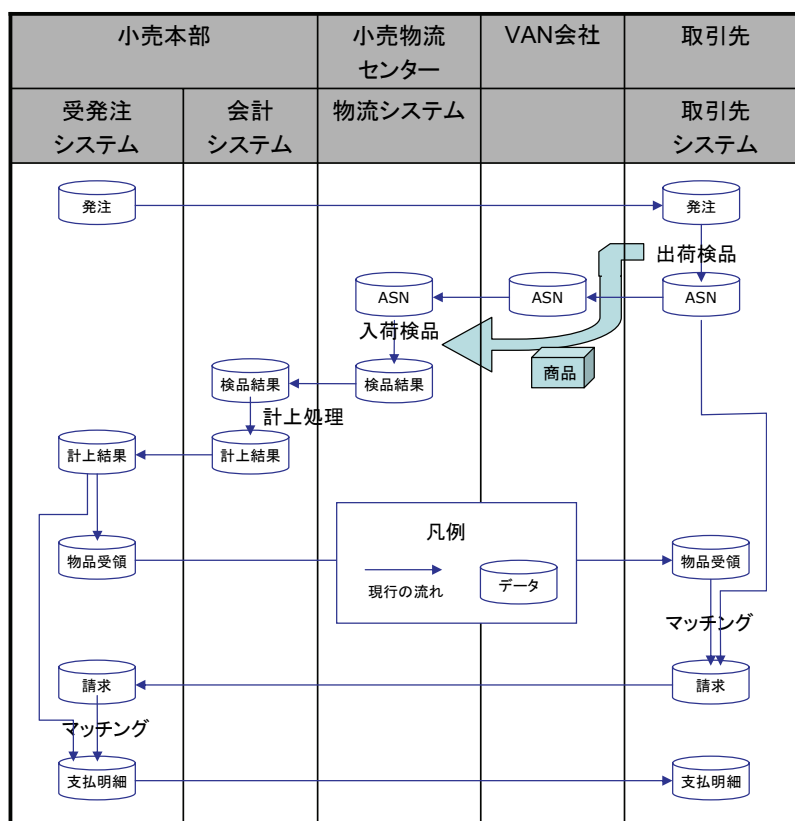 小売本部
小売物流
センター
VAN会社
取引先
受発注
システム
会計
システム
物流システム
取引先
システム
発注
発注
出荷検品
ASN
ASN
ASN
入荷検品
商品
検品結果
検品結果
計上処理
計上結果
計上結果
凡例
現行の流れ
データ
物品受領
物品受領
マッチング
請求
請求
マッチング
支払明細
支払明細